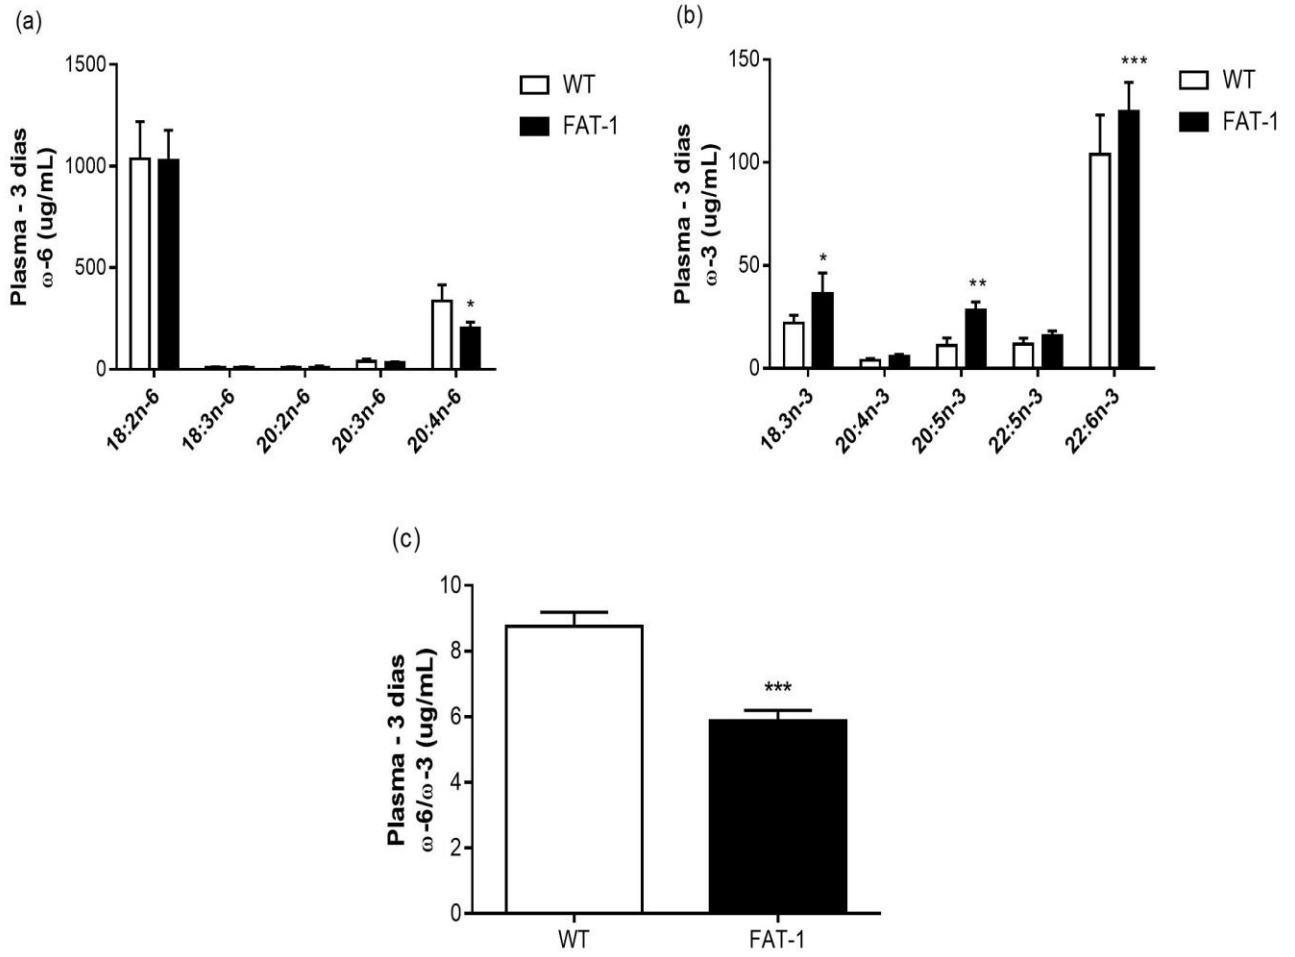 (a)
1500
1000
500
0
Plasma - 3 dias
ω-6 (ug/mL)
WT
FAT-1
*
18:2n-6
18:3n-6
20:2n-6
20:3n-6
20:4n-6
(b)
150
100
50
0
Plasma - 3 dias
ω-3 (ug/mL)
WT
FAT-1
*
**
***
18.3n-3
20:4n-3
20:5n-3
22:5n-3
22:6n-3
(c)
10
8
6
4
2
0
Plasma - 3 dias
ω-6/ω-3 (ug/mL)
***
WT
FAT-1